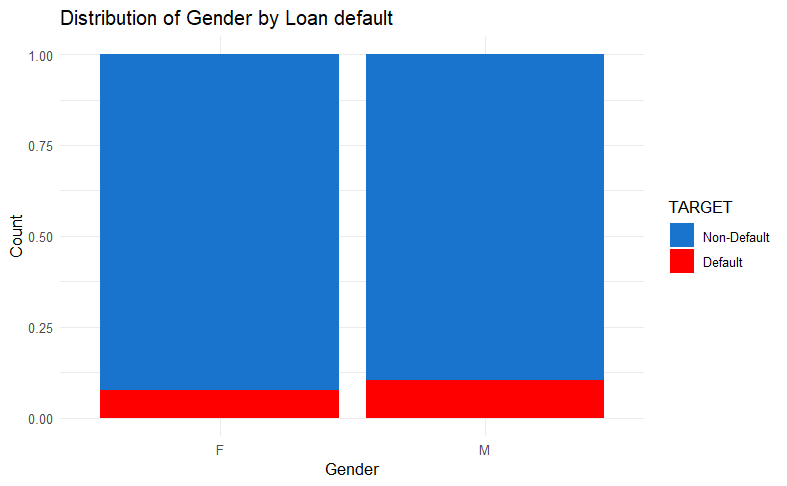 Distribution of Gender by Loan default
1.00
0.75
0.50
0.25
0.00
Count
F
M
Gender
TARGET
Non-Default
Default